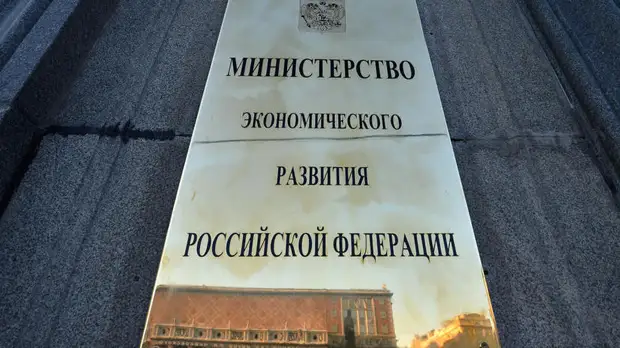 МИНИСТЕРСТВО
ЭКОНОМИЧЕСКОГО
РАЗВИТИЯ
РОССИЙСКОЙ ФЕДЕРАЦИИ